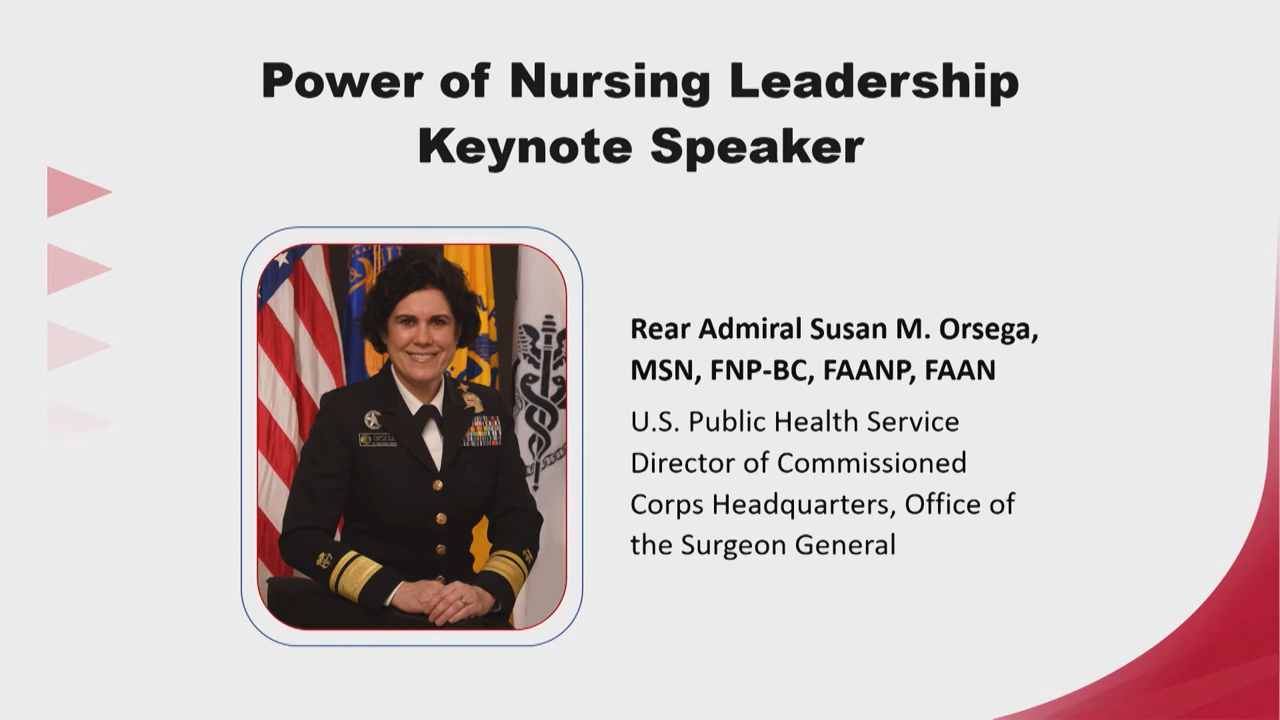 Power of Nursing Leadership
Keynote Speaker
ORSEGA
Rear Admiral Susan M. Orsega,
MSN, FNP-BC, FAANP, FAAN
U.S. Public Health Service
Director of Commissioned
Corps Headquarters, Office of
the Surgeon General